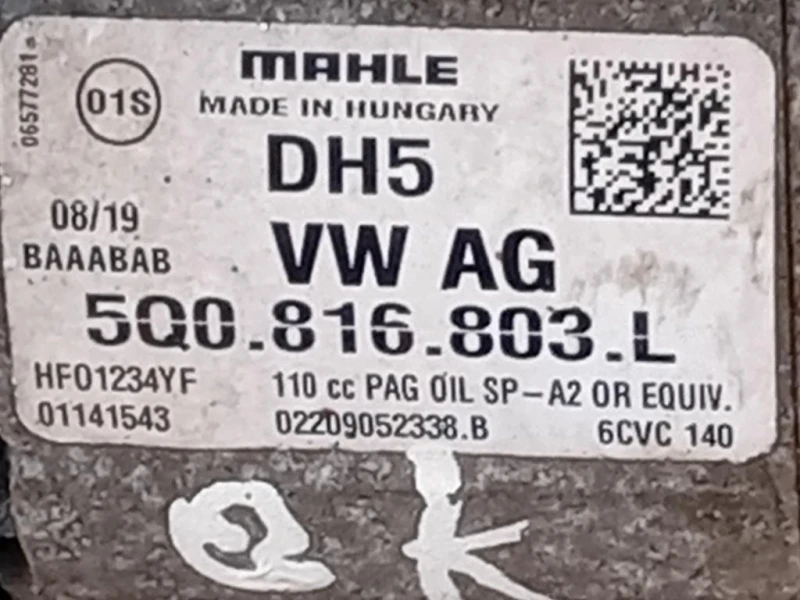 06577281
01S
MAHLE
MADE IN HUNGARY
DH5
08/19
BAAABAB
VW AG
5Q0.816.803.L
HFO1234YF 110 cc PAG OIL SP-A2 OR EQUIV.
01141543 02209052338.B 6CVC 140
OK